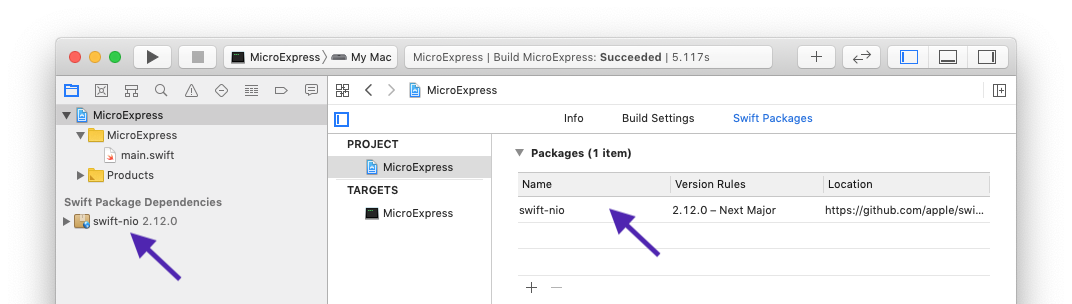 MicroExpress 〉 My Mac
MicroExpress | Build MicroExpress: Succeeded | 5.117s
MicroExpress
MicroExpress
main.swift
Products
Swift Package Dependencies
swift-nio 2.12.0
MicroExpress
Info Build Settings Swift Packages
PROJECT
MicroExpress
TARGETS
MicroExpress
Packages (1 item)
Name Version Rules Location
swift-nio 2.12.0 – Next Major https://github.com/apple/swi...